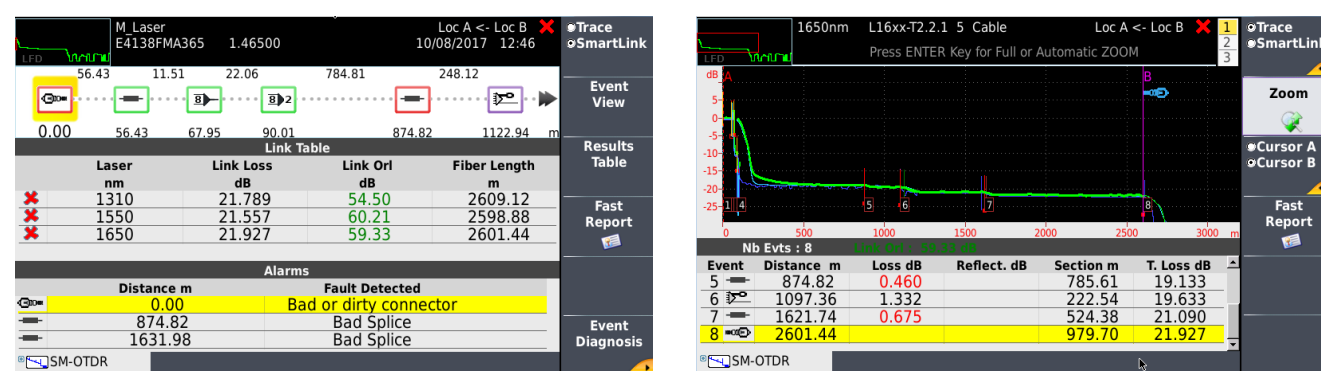 M_Laser Loc A <- Loc B
E4138FMA365 1.46500 10/08/2017 12:46
LFD
Trace
SmartLink
56.43 11.51 22.06 784.81 248.12
8
8 2
0.00 56.43 67.95 90.01 874.82 1122.94 m
Event
View
Link Table
Laser Link Loss Link Orl Fiber Length
nm dB dB m
1310 21.789 54.50 2609.12
1550 21.557 60.21 2598.88
1650 21.927 59.33 2601.44
Results
Table
Fast
Report
Alarms
Distance m Fault Detected
0.00 Bad or dirty connector
874.82 Bad Splice
1631.98 Bad Splice
Event
Diagnosis
SM-OTDR
1650nm L16xx-T2.2.1 5 Cable Loc A <- Loc B
Press ENTER Key for Full or Automatic ZOOM
LFD
1
2
3
Trace
SmartLin
dB A B
5-
0-
-5-
-10-
-15-
-20-
-25-
1 4 5 6 7 8
0 500 1000 1500 2000 2500 3000 m
Zoom
Cursor A
Cursor B
Fast
Report
Nb Evts : 8
Event Distance m Loss dB Reflect. dB Section m T. Loss dB
5 874.82 0.460 785.61 19.133
6 1097.36 1.332 222.54 19.633
7 1621.74 0.675 524.38 21.090
8 2601.44 979.70 21.927
SM-OTDR